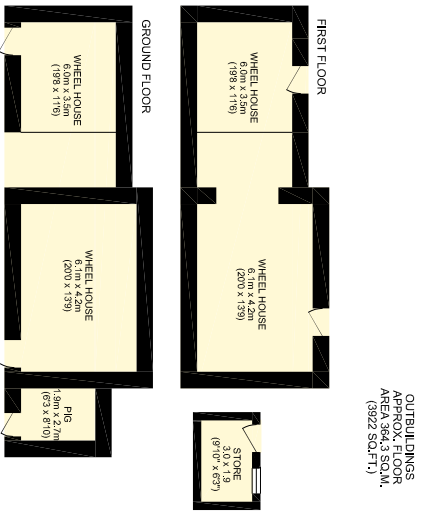 GROUND FLOOR
WHEEL HOUSE
6.0m x 3.5m
(19'8 x 11'6)
WHEEL HOUSE
6.1m x 4.2m
(20'0 x 13'9)
PIG
1.9m x 2.7m
(6'3 x 8'10)
FIRST FLOOR
WHEEL HOUSE
6.0m x 3.5m
(19'8 x 11'6)
WHEEL HOUSE
6.1m x 4.2m
(20'0 x 13'9)
STORE
3.0 x 1.9
(9'10" x 6'3")
OUTBUILDINGS
APPROX. FLOOR
AREA 364.3 SQ.M.
(3922 SQ.FT.)